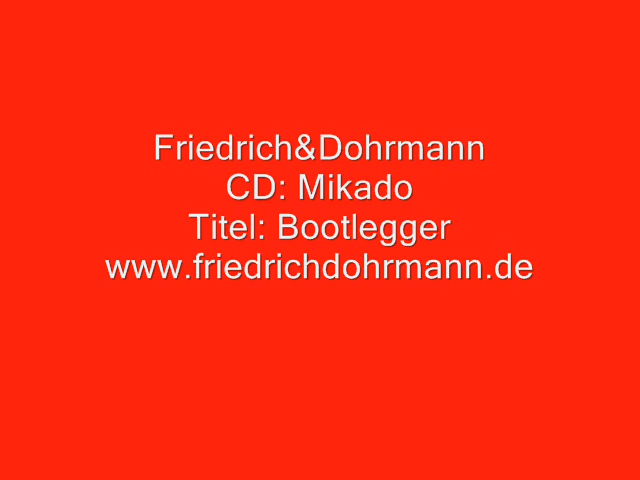 Friedrich&Dohrmann
CD: Mikado
Titel: Bootlegger
www.friedrichdohrmann.de